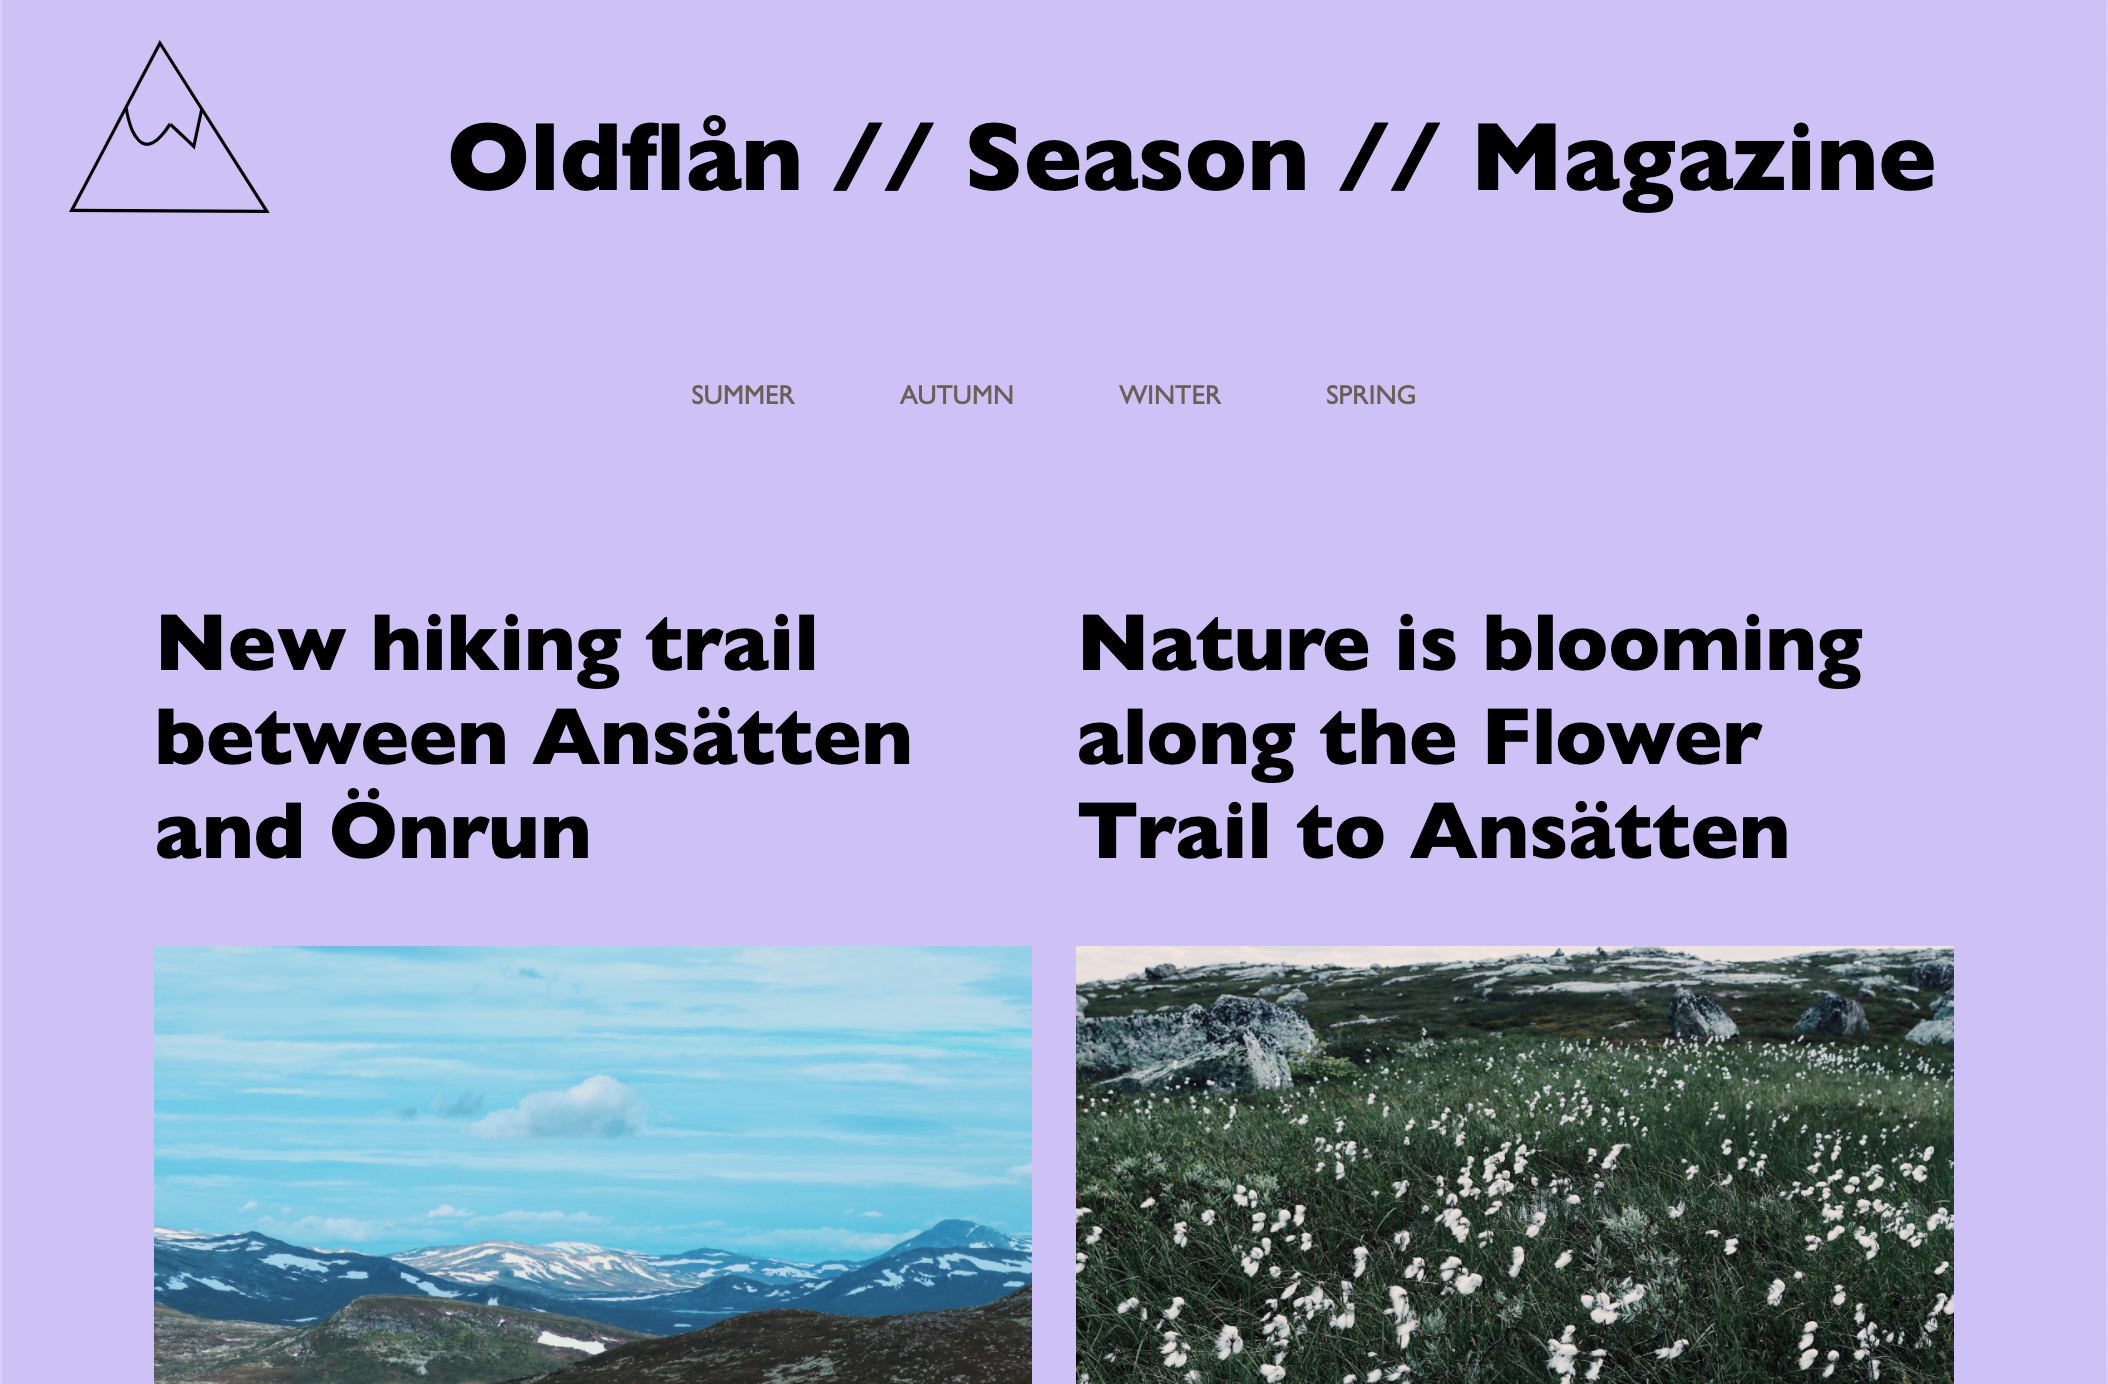 Oldflån // Season // Magazine
SUMMER AUTUMN WINTER SPRING
New hiking trail
between Ansätten
and Önrun
Nature is blooming
along the Flower
Trail to Ansätten